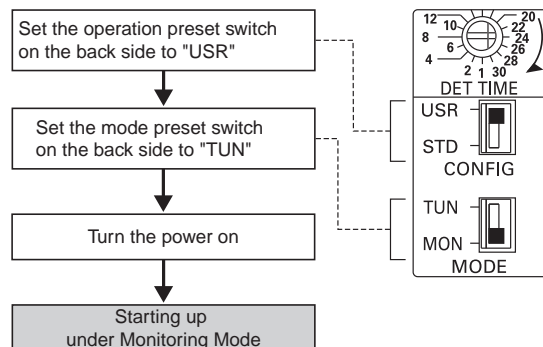 Set the operation preset switch
on the back side to "USR"
Set the mode preset switch
on the back side to "TUN"
Turn the power on
Starting up
under Monitoring Mode
12
10
8
6
4
2
1
30
28
26
24
22
20
DET TIME
USR
STD
CONFIG
TUN
MON
MODE